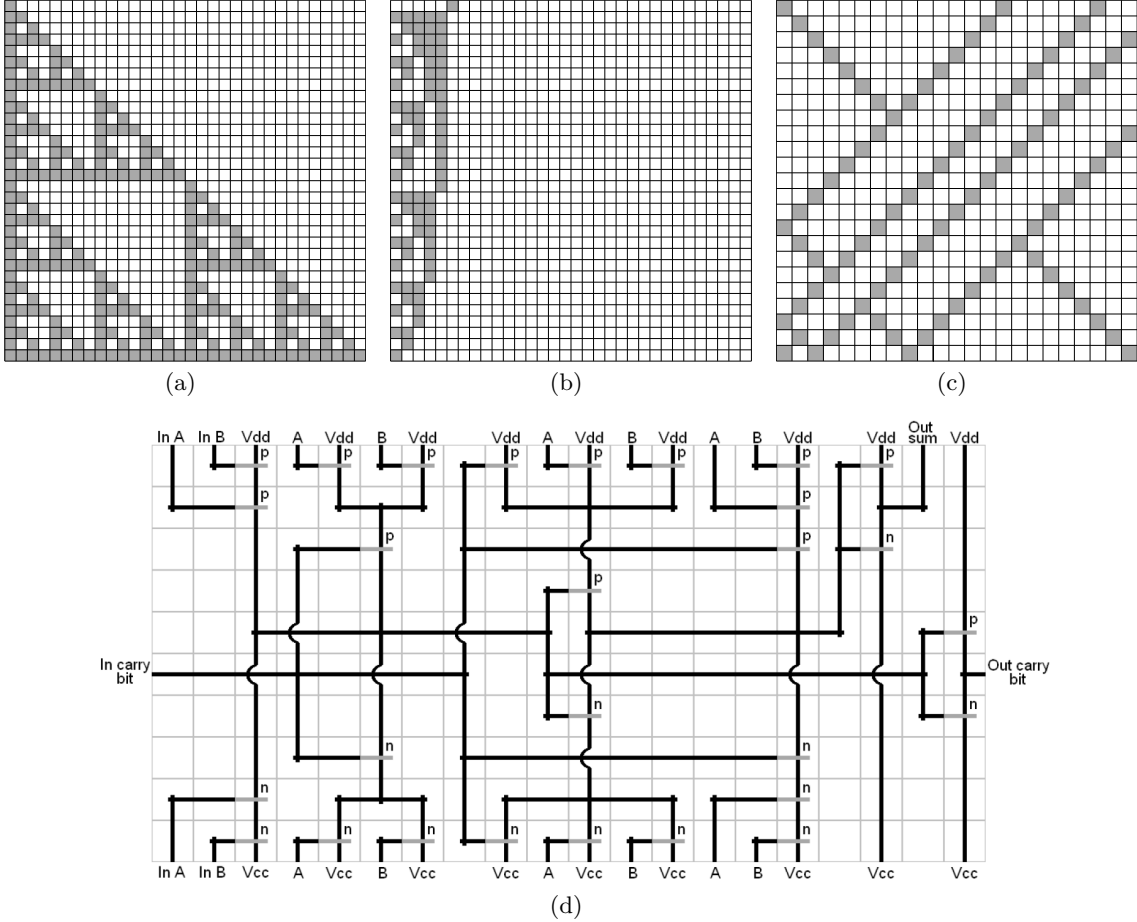 (a) (b) (c)
In A In B Vdd A Vdd B Vdd Vdd A Vdd B Vdd A B Vdd Vdd Out sum Vdd
p p p p p p p p
p p
p p n
p
p
In carry bit Out carry bit
n n
n n
n n
n n n n n n n
In A In B Vcc A Vcc B Vcc Vcc A Vcc B Vcc A B Vcc Vcc Vcc
(d)